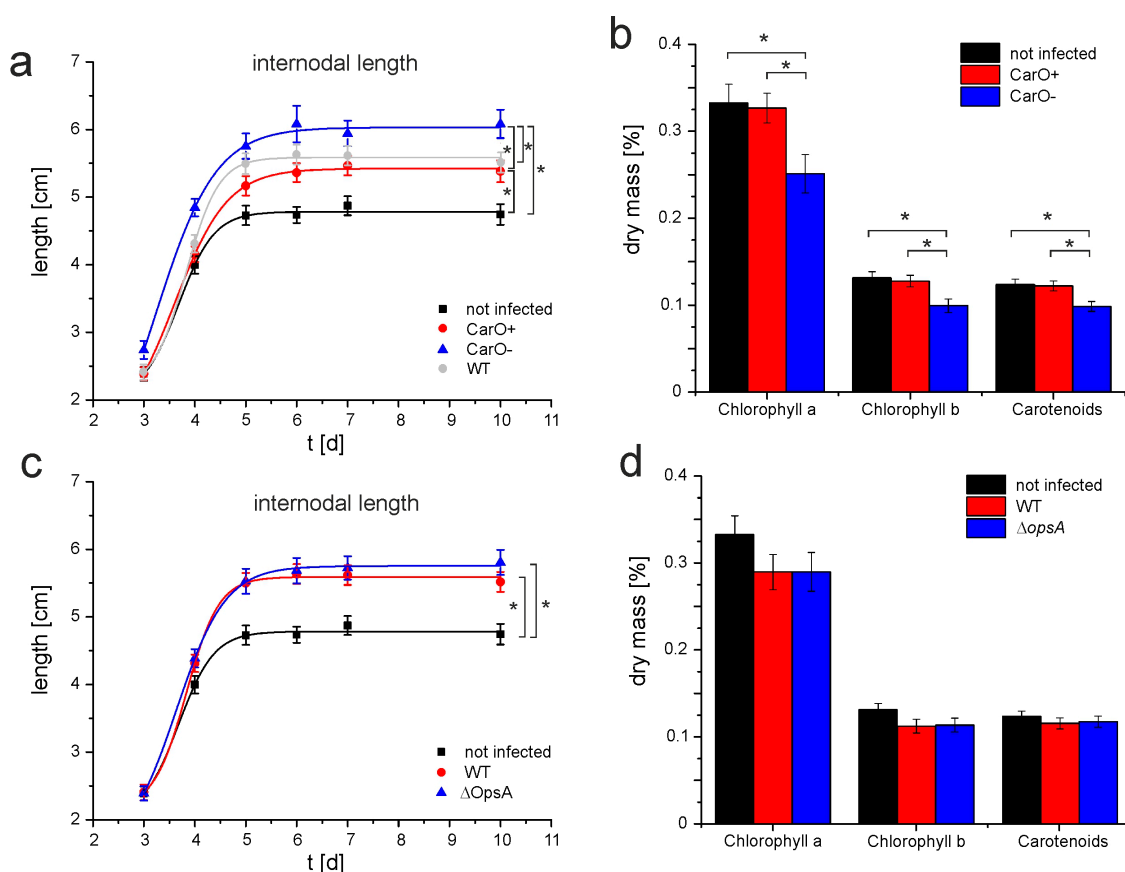 a
internodal length
7
6
5
4
3
2
length [cm]
* * *
*
not infected
CarO+
CarO-
WT
2 3 4 5 6 7 8 9 10 11
t [d]
b
0.4
0.3
0.2
0.1
0
dry mass [%]
not infected
CarO+
CarO-
*
*
*
*
*
*
Chlorophyll a Chlorophyll b Carotenoids
c
internodal length
7
6
5
4
3
2
length [cm]
* *
not infected
WT
ΔOpsA
2 3 4 5 6 7 8 9 10 11
t [d]
d
0.4
0.3
0.2
0.1
0
dry mass [%]
not infected
WT
ΔopsA
Chlorophyll a Chlorophyll b Carotenoids